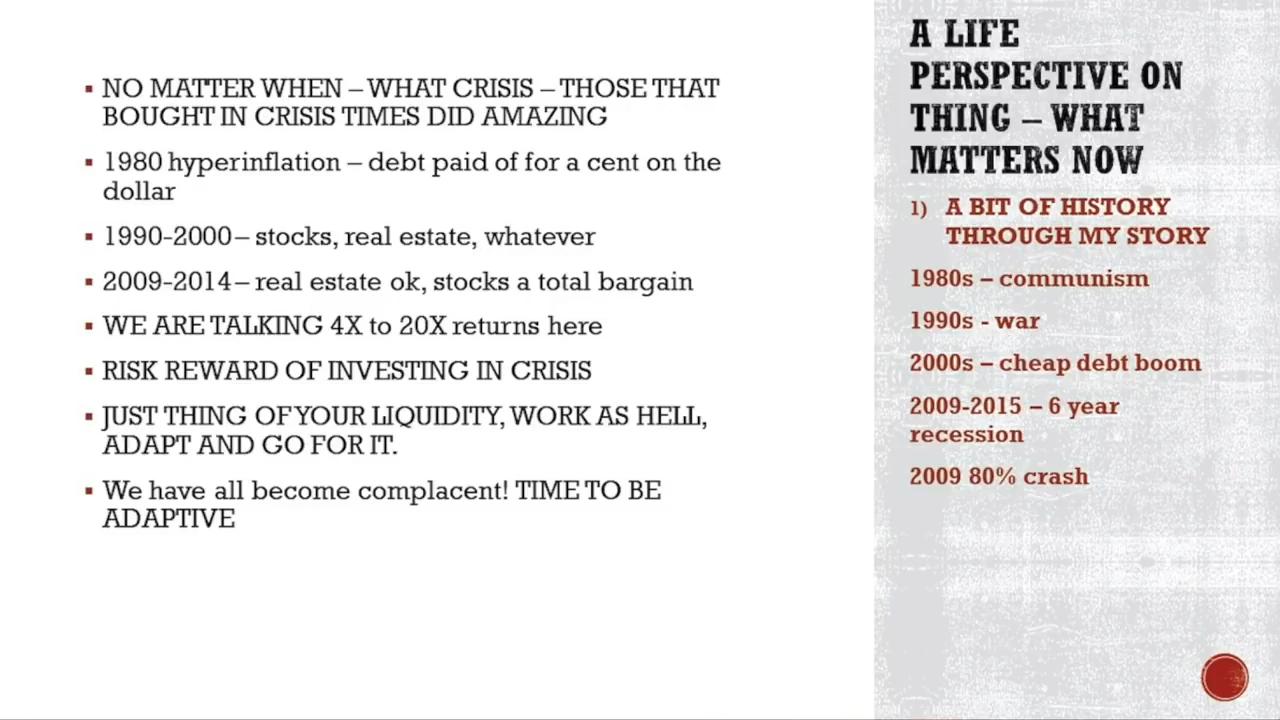 ▪ NO MATTER WHEN – WHAT CRISIS – THOSE THAT
BOUGHT IN CRISIS TIMES DID AMAZING
▪ 1980 hyperinflation – debt paid of for a cent on the
dollar
▪ 1990-2000 – stocks, real estate, whatever
▪ 2009-2014 – real estate ok, stocks a total bargain
▪ WE ARE TALKING 4X to 20X returns here
▪ RISK REWARD OF INVESTING IN CRISIS
▪ JUST THING OF YOUR LIQUIDITY, WORK AS HELL,
ADAPT AND GO FOR IT.
▪ We have all become complacent! TIME TO BE
ADAPTIVE
A LIFE
PERSPECTIVE ON
THING – WHAT
MATTERS NOW
1) A BIT OF HISTORY
THROUGH MY STORY
1980s – communism
1990s - war
2000s – cheap debt boom
2009-2015 – 6 year
recession
2009 80% crash